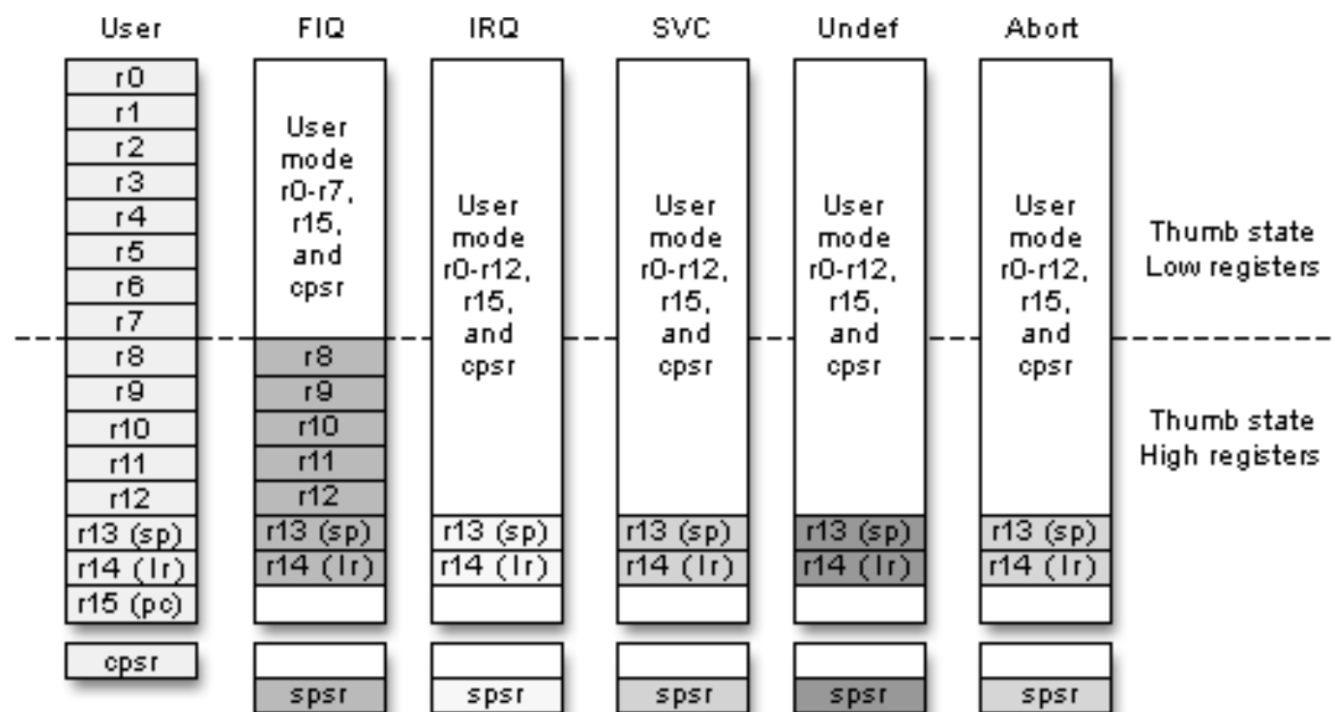 User FIQ IRQ SVC Undef Abort
r0
r1
r2
r3
r4
r5
r6
r7
r8
r9
r10
r11
r12
r13 (sp)
r14 (lr)
r15 (pc)
cpsr
User
mode
r0-r7,
r15,
and
cpsr
r8
r9
r10
r11
r12
r13 (sp)
r14 (lr)
spsr
User
mode
r0-r12,
r15,
and
cpsr
r13 (sp)
r14 (lr)
spsr
User
mode
r0-r12,
r15,
and
cpsr
r13 (sp)
r14 (lr)
spsr
User
mode
r0-r12,
r15,
and
cpsr
r13 (sp)
r14 (lr)
spsr
User
mode
r0-r12,
r15,
and
cpsr
r13 (sp)
r14 (lr)
spsr
Thumb state
Low registers
Thumb state
High registers